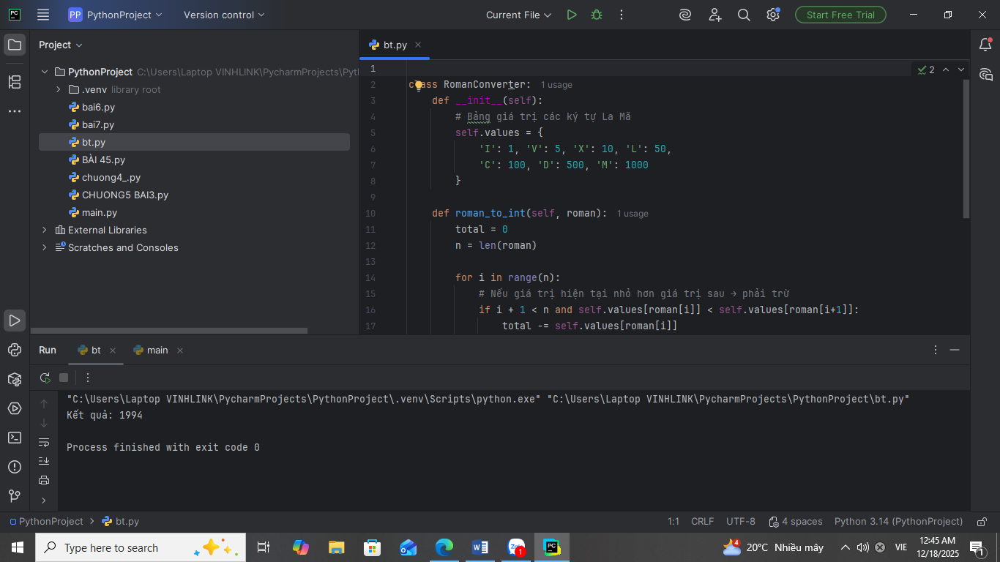 PC
PP PythonProject Version control Current File Start Free Trial
Project
PythonProject C:\Users\Laptop VINHLINK\PycharmProjects\Pyt
.venv library root
bai6.py
bai7.py
bt.py
BÀI 45.py
chuong4_.py
CHUONG5 BAI3.py
main.py
External Libraries
Scratches and Consoles
bt.py
2
1
2 class RomanConverter: 1 usage
3 def __init__(self):
4 # Bảng giá trị các ký tự La Mã
5 self.values = {
6 'I': 1, 'V': 5, 'X': 10, 'L': 50,
7 'C': 100, 'D': 500, 'M': 1000
8 }
9
10 def roman_to_int(self, roman): 1 usage
11 total = 0
12 n = len(roman)
13
14 for i in range(n):
15 # Nếu giá trị hiện tại nhỏ hơn giá trị sau → phải trừ
16 if i + 1 < n and self.values[roman[i]] < self.values[roman[i+1]]:
17 total -= self.values[roman[i]]
Run bt main
"C:\Users\Laptop VINHLINK\PycharmProjects\PythonProject\.venv\Scripts\python.exe" "C:\Users\Laptop VINHLINK\PycharmProjects\PythonProject\bt.py"
Kết quả: 1994
Process finished with exit code 0
PythonProject > bt.py 1:1 CRLF UTF-8 4 spaces Python 3.14 (PythonProject)
Type here to search
W
Zalo
1
PC
4
20°C Nhiều mây
VIE
12:45 AM
12/18/2025
1